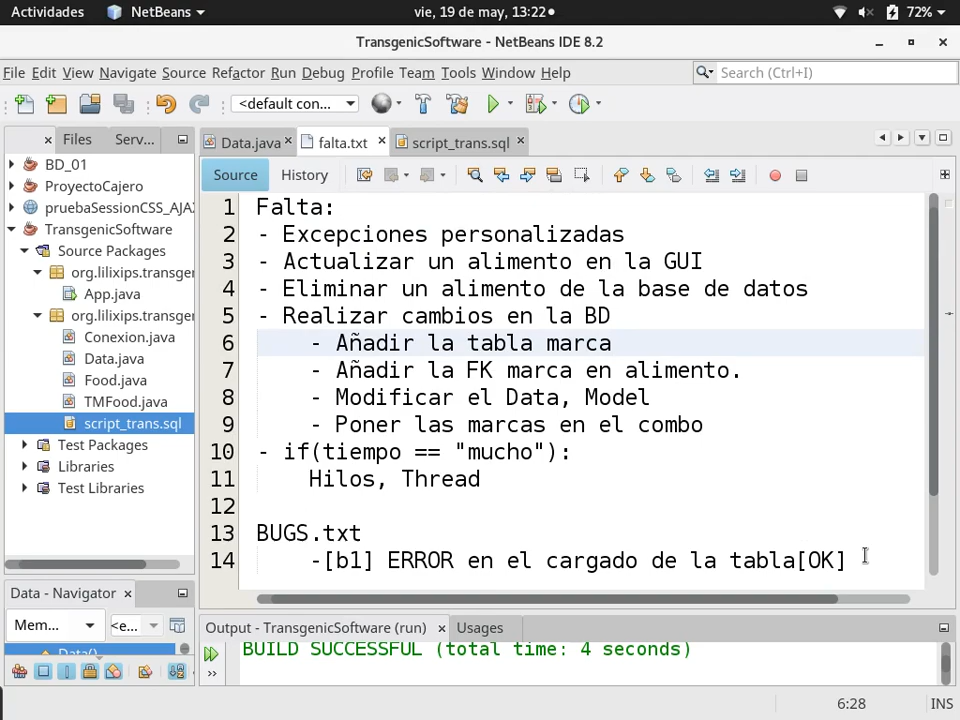 Actividades NetBeans vie, 19 de may, 13:22 72%
TransgenicSoftware - NetBeans IDE 8.2
File Edit View Navigate Source Refactor Run Debug Profile Team Tools Window Help Search (Ctrl+I)
<default con...
Files Serv... Data.java falta.txt script_trans.sql
Source History
BD_01
ProyectoCajero
pruebaSessionCSS_AJA
TransgenicSoftware
Source Packages
org.lilixips.transger
App.java
org.lilixips.transger
Conexion.java
Data.java
Food.java
TMFood.java
script_trans.sql
Test Packages
Libraries
Test Libraries
1 Falta:
2 - Excepciones personalizadas
3 - Actualizar un alimento en la GUI
4 - Eliminar un alimento de la base de datos
5 - Realizar cambios en la BD
6 - Añadir la tabla marca
7 - Añadir la FK marca en alimento.
8 - Modificar el Data, Model
9 - Poner las marcas en el combo
10 - if(tiempo == "mucho"):
11 Hilos, Thread
12
13 BUGS.txt
14 -[b1] ERROR en el cargado de la tabla[OK]
Data - Navigator
Mem... <e...
Data()
Output - TransgenicSoftware (run) Usages
BUILD SUCCESSFUL (total time: 4 seconds)
6:28 INS